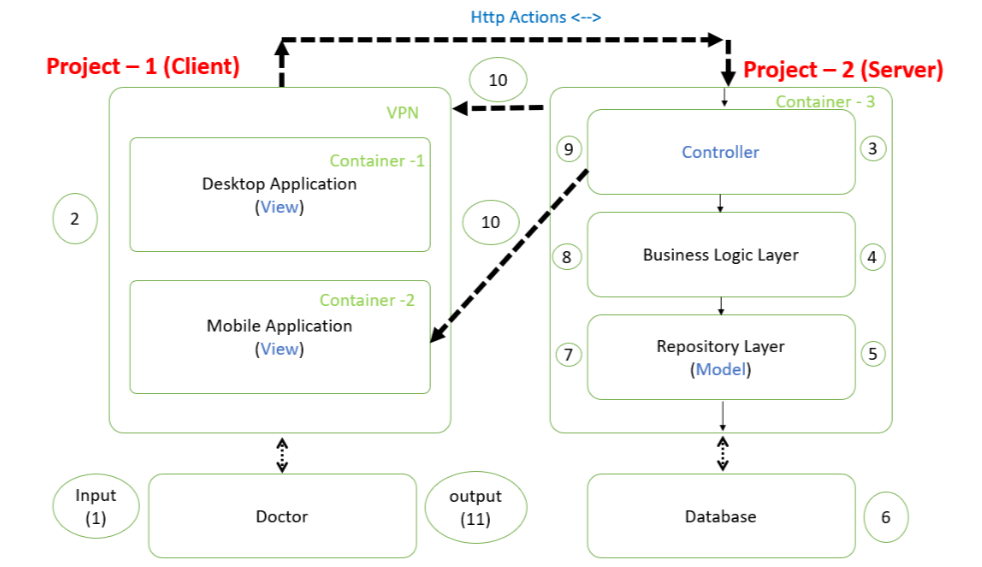 Http Actions <-->
Project – 1 (Client)
Project – 2 (Server)
10
VPN
Container - 3
Container -1
Desktop Application
(View)
2
9
Controller
3
10
8
Business Logic Layer
4
Container -2
Mobile Application
(View)
7
Repository Layer
(Model)
5
Input
(1)
Doctor
output
(11)
Database
6